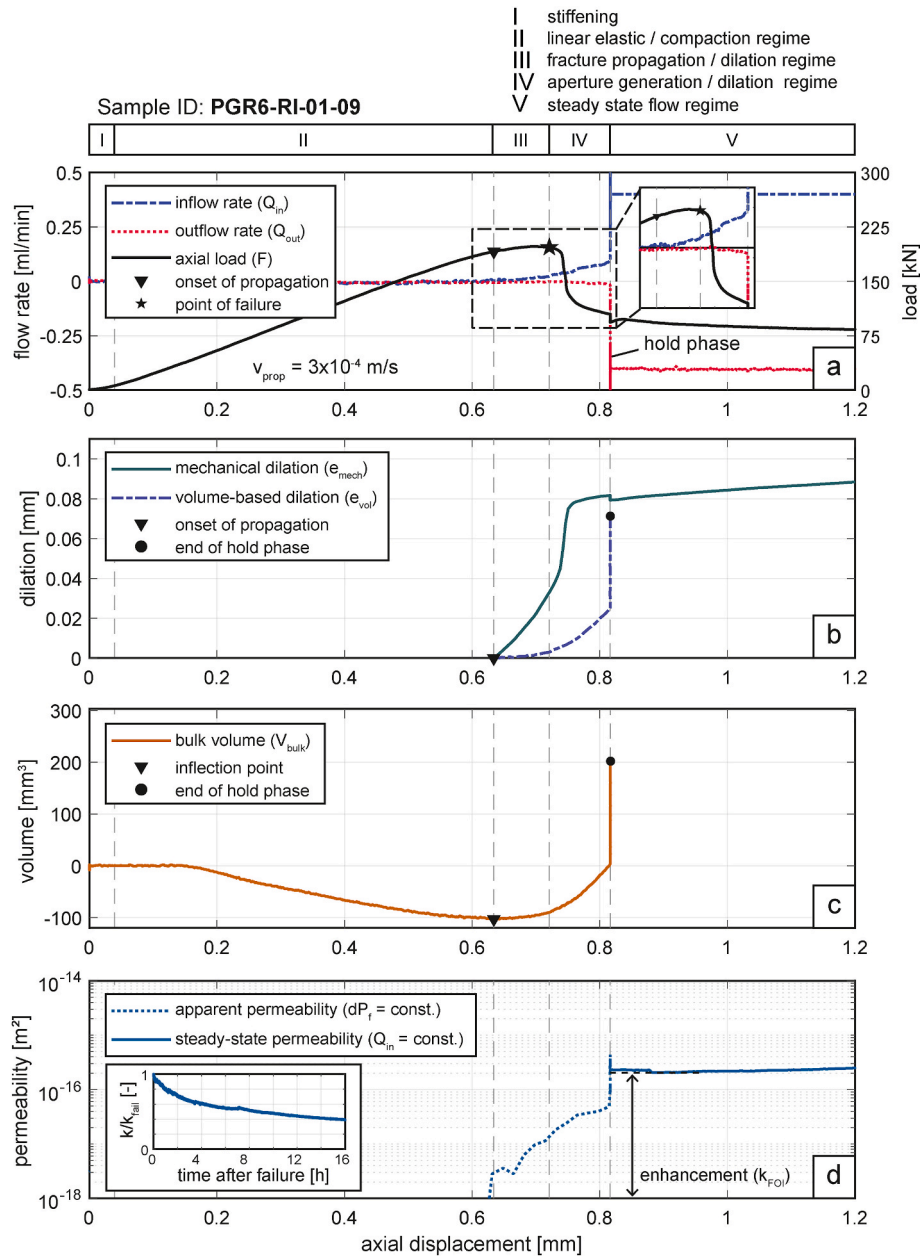 I stiffening
II linear elastic / compaction regime
III fracture propagation / dilation regime
IV aperture generation / dilation regime
V steady state flow regime
Sample ID: PGR6-RI-01-09
I II III IV V
0.5 300
inflow rate (Qin)
outflow rate (Qout)
axial load (F)
onset of propagation
point of failure
0.25 225
0 150
-0.25 75
-0.5 0
flow rate [ml/min]
load [kN]
vprop = 3x10-4 m/s
hold phase
a
0 0.2 0.4 0.6 0.8 1 1.2
mechanical dilation (emech)
volume-based dilation (evol)
onset of propagation
end of hold phase
0.1
0.08
0.06
0.04
0.02
0
dilation [mm]
b
0 0.2 0.4 0.6 0.8 1 1.2
bulk volume (Vbulk)
inflection point
end of hold phase
300
200
100
0
-100
volume [mm³]
c
0 0.2 0.4 0.6 0.8 1 1.2
10-14
apparent permeability (dPf = const.)
steady-state permeability (Qin = const.)
10-16
10-18
permeability [m²]
1
0
k/kfail [-]
0 4 8 12 16
time after failure [h]
enhancement (kFOI)
d
0 0.2 0.4 0.6 0.8 1 1.2
axial displacement [mm]